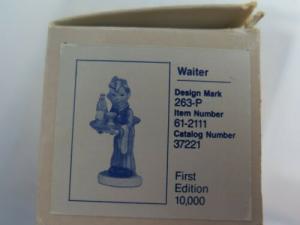 Waiter
Design Mark
263-P
Item Number
61-2111
Catalog Number
37221
First
Edition
10,000